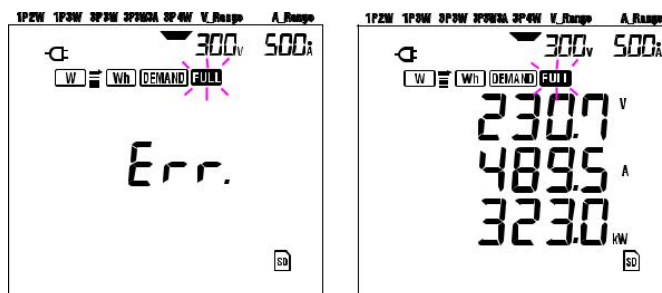 1P2W 1P3W 3P3W 3P3W3A 3P4W V_Range A_Range
300V 500A
W Wh DEMAND FULL
Err.
SD
1P2W 1P3W 3P3W 3P3W3A 3P4W V_Range A_Range
300V 500A
W Wh DEMAND FULL
230.7 V
489.5 A
323.0 kW
SD